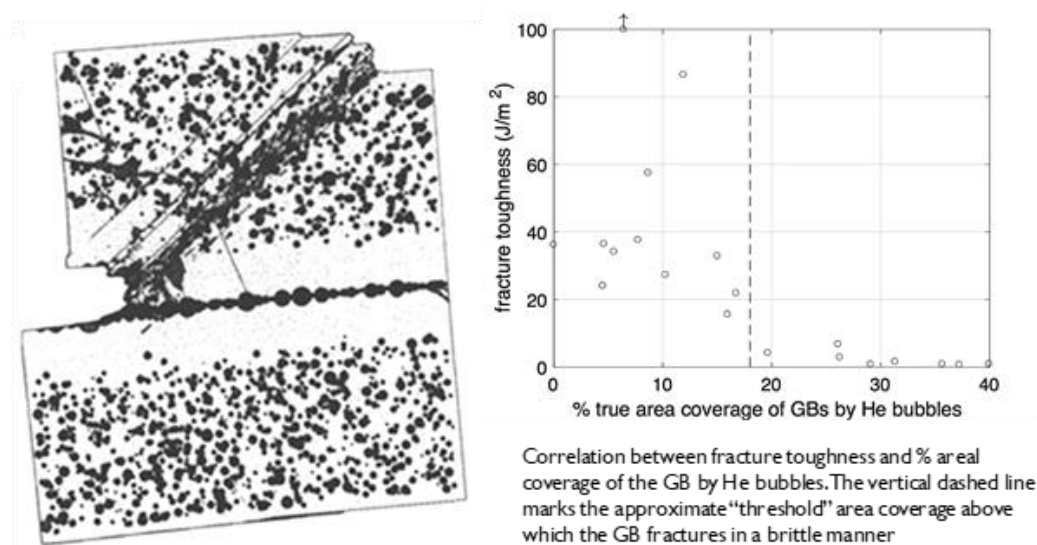 100
80
60
40
20
0
fracture toughness (J/m²)
0 10 20 30 40
% true area coverage of GBs by He bubbles
Correlation between fracture toughness and % areal
coverage of the GB by He bubbles. The vertical dashed line
marks the approximate “threshold” area coverage above
which the GB fractures in a brittle manner